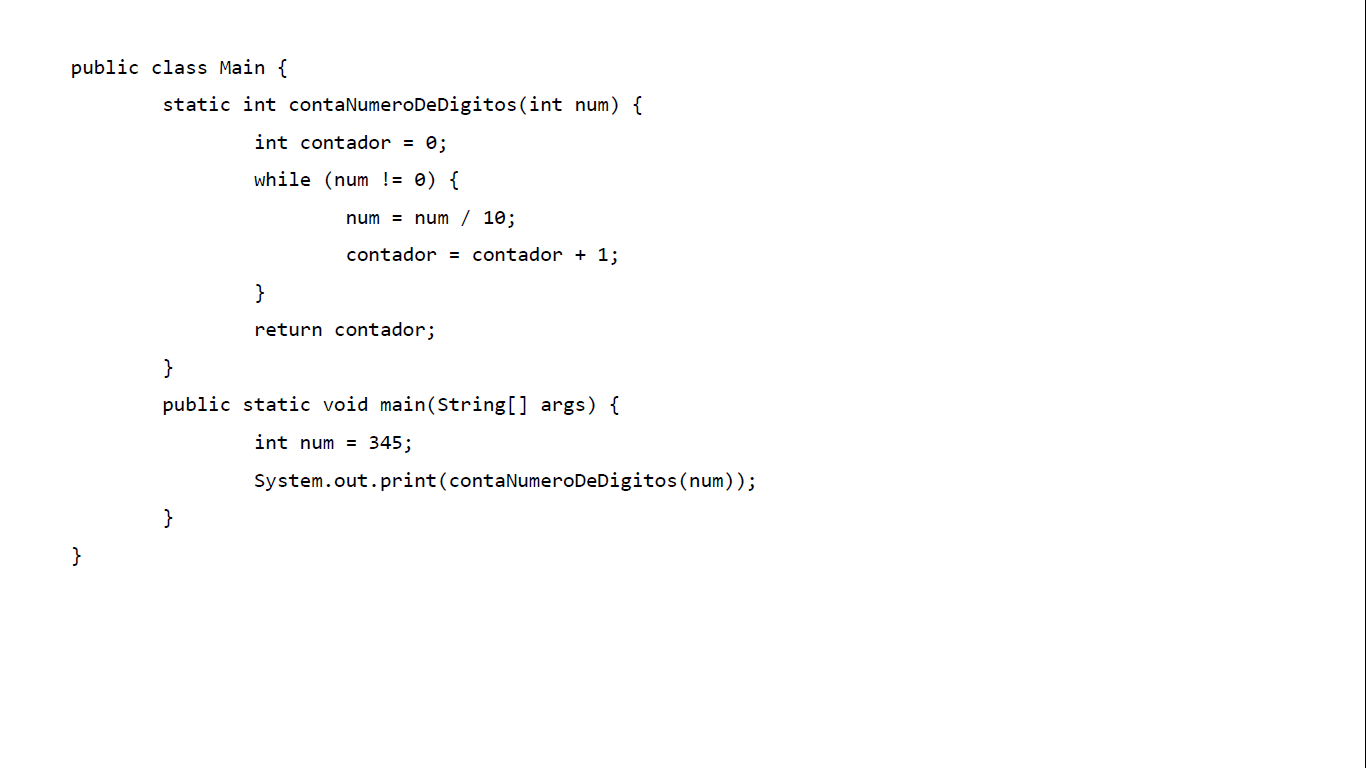 public class Main {
static int contaNumeroDeDigitos(int num) {
int contador = 0;
while (num != 0) {
num = num / 10;
contador = contador + 1;
}
return contador;
}
public static void main(String[] args) {
int num = 345;
System.out.print(contaNumeroDeDigitos(num));
}
}